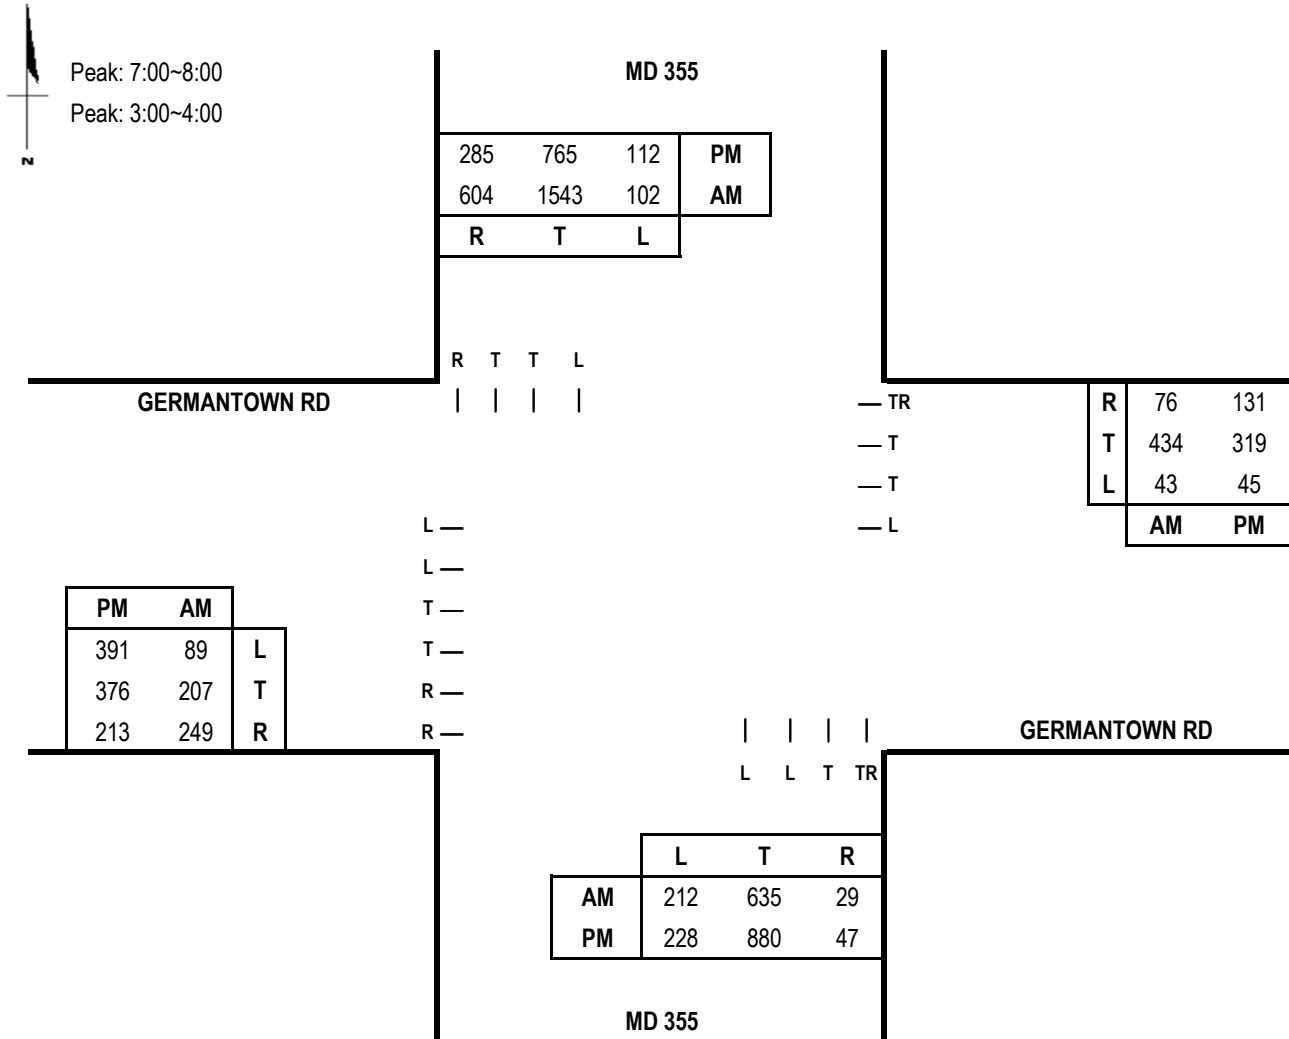 Peak: 7:00~8:00
Peak: 3:00~4:00
N
MD 355
285 765 112 PM
604 1543 102 AM
R T L
R T T L
GERMANTOWN RD
TR
T
T
L
R 76 131
T 434 319
L 43 45
AM PM
L
L
T
T
R
R
PM AM
391 89 L
376 207 T
213 249 R
GERMANTOWN RD
L L T TR
L T R
AM 212 635 29
PM 228 880 47
MD 355